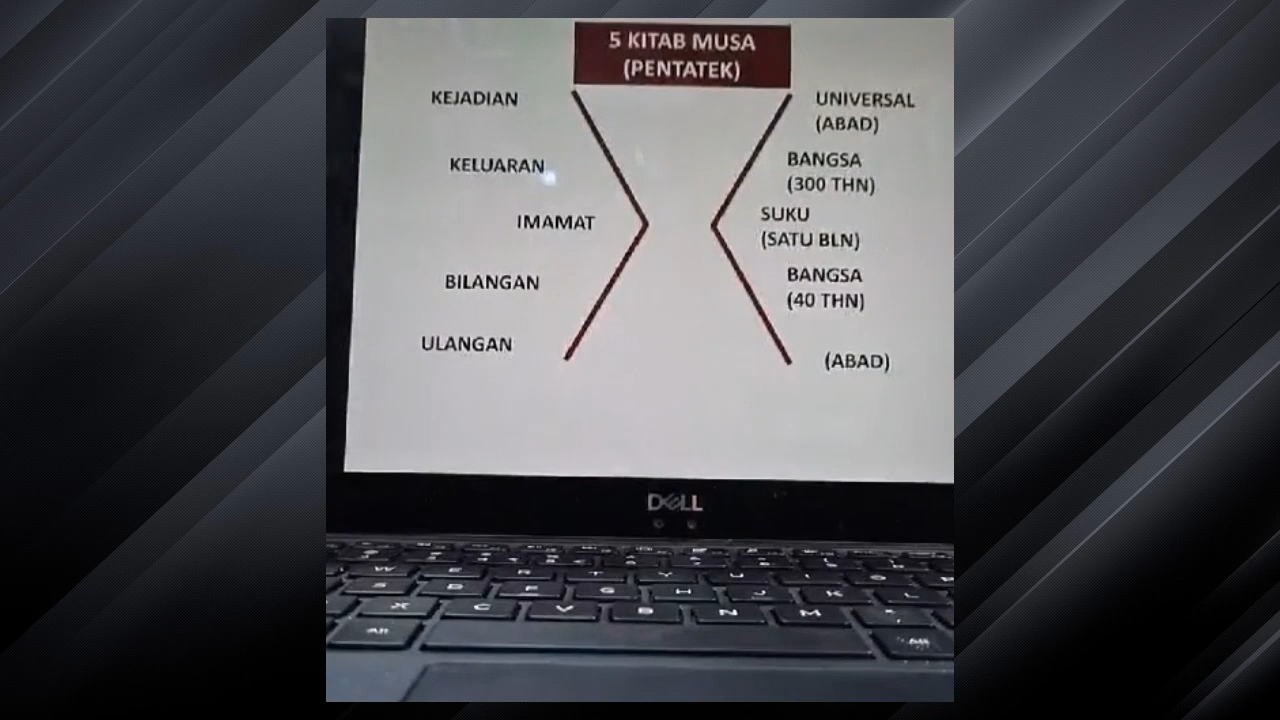 5 KITAB MUSA
(PENTATEK)
KEJADIAN
UNIVERSAL
(ABAD)
KELUARAN
BANGSA
(300 THN)
IMAMAT
SUKU
(SATU BLN)
BILANGAN
BANGSA
(40 THN)
ULANGAN
(ABAD)
DELL
W E R T Y U I O
S D F G H J K L
X C V B N M
Alt